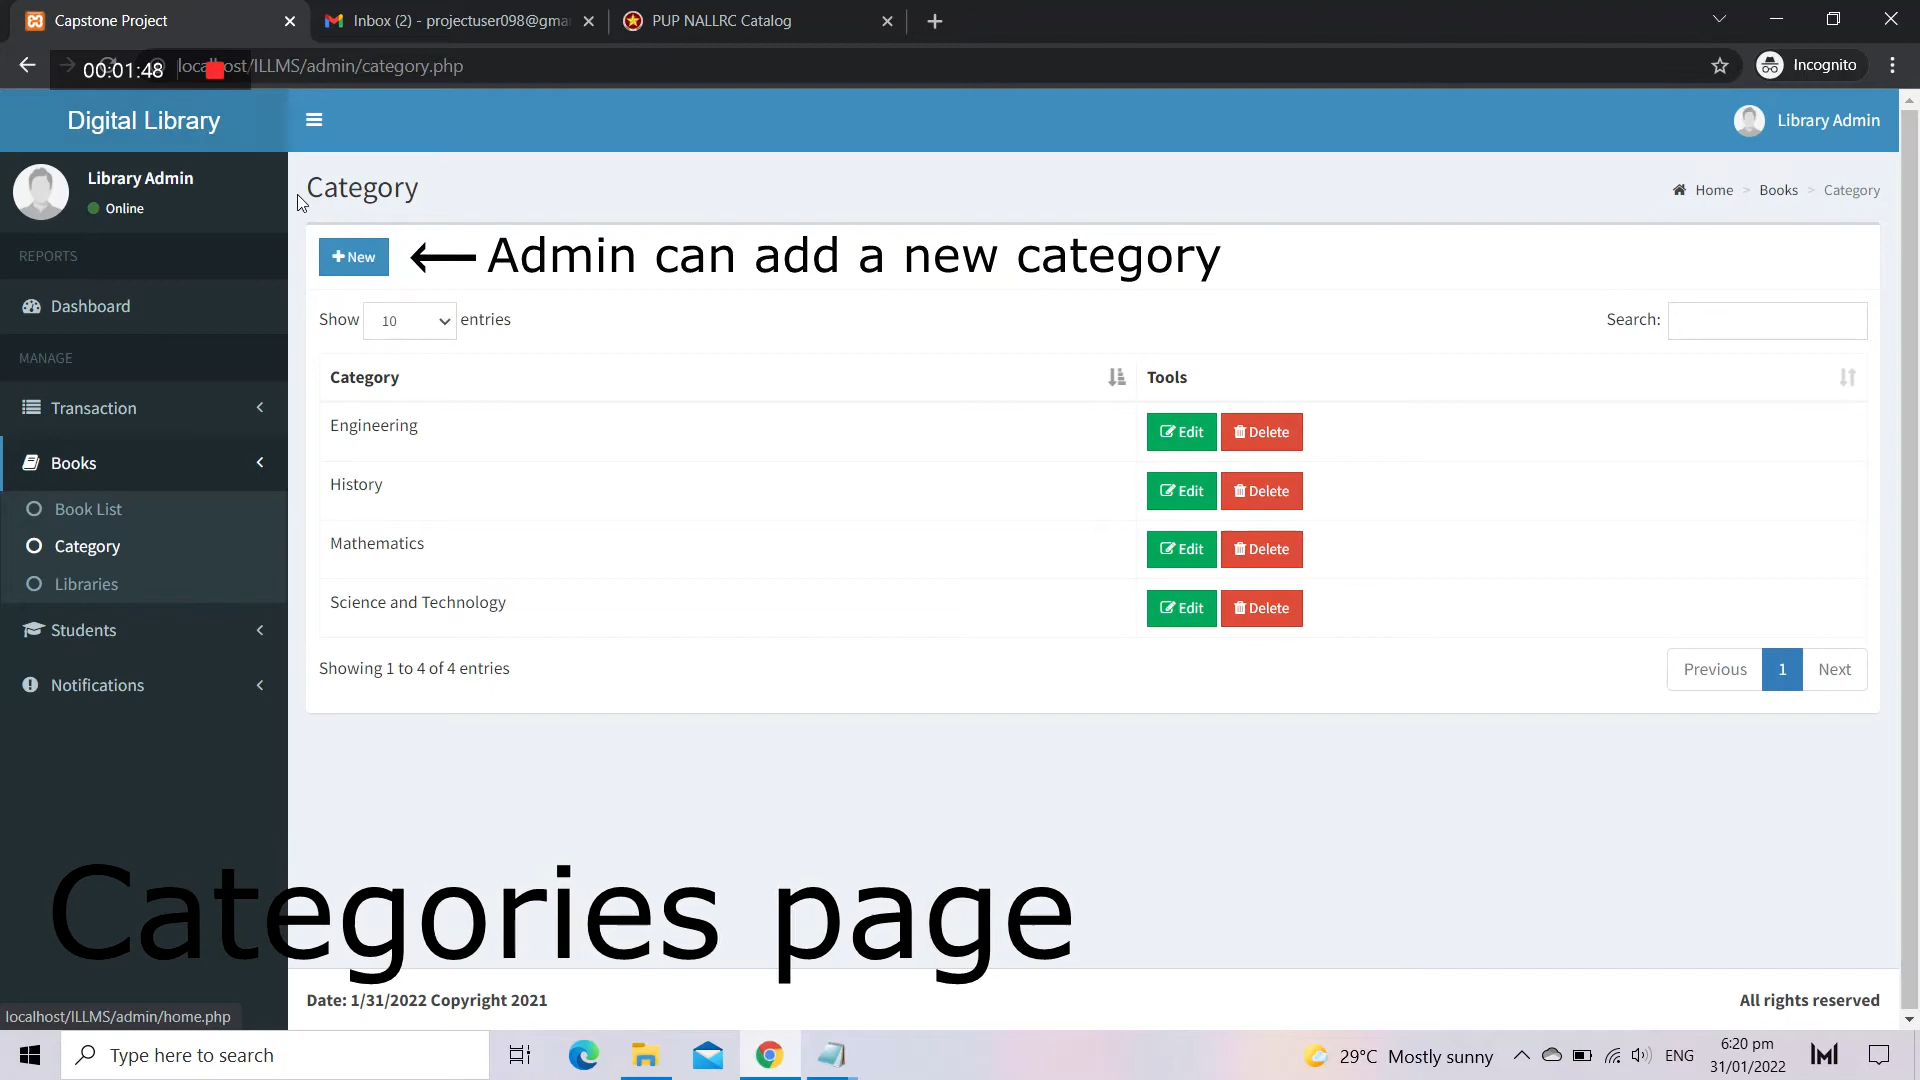 Capstone Project
Inbox (2) - projectuser098@gma
PUP NALLRC Catalog
00:01:48
localhost/ILLMS/admin/category.php
Incognito
Digital Library
Library Admin
Library Admin
Online
Category
Home > Books > Category
REPORTS
New
Admin can add a new category
Dashboard
Show 10 entries
Search:
MANAGE
Category
Tools
Transaction
Engineering
Edit
Delete
Books
History
Edit
Delete
Book List
Category
Mathematics
Edit
Delete
Libraries
Science and Technology
Edit
Delete
Students
Showing 1 to 4 of 4 entries
Previous
1
Next
Notifications
Categories page
Date: 1/31/2022 Copyright 2021
All rights reserved
localhost/ILLMS/admin/home.php
Type here to search
29°C Mostly sunny
ENG
6:20 pm
31/01/2022